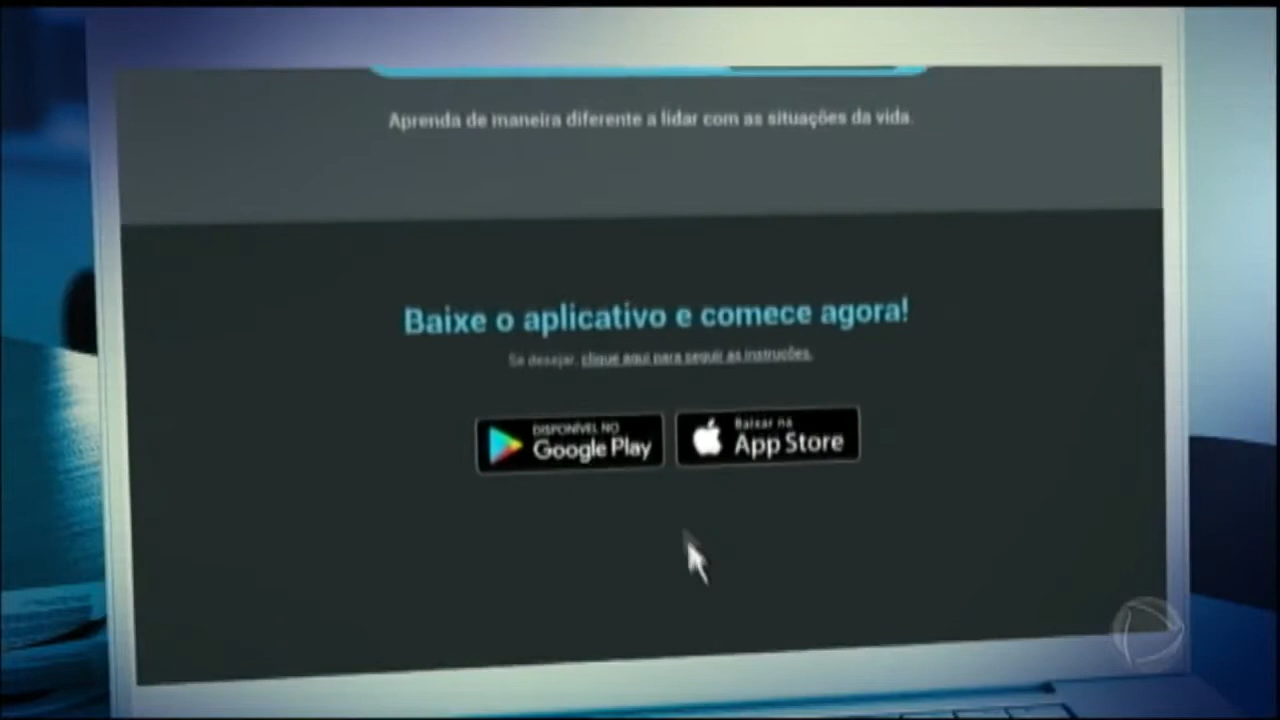 Aprenda de maneira diferente a lidar com as situações da vida.
Baixe o aplicativo e comece agora!
Se desejar, clique aqui para seguir as instruções.
DISPONÍVEL NO
Google Play
Baixar na
App Store